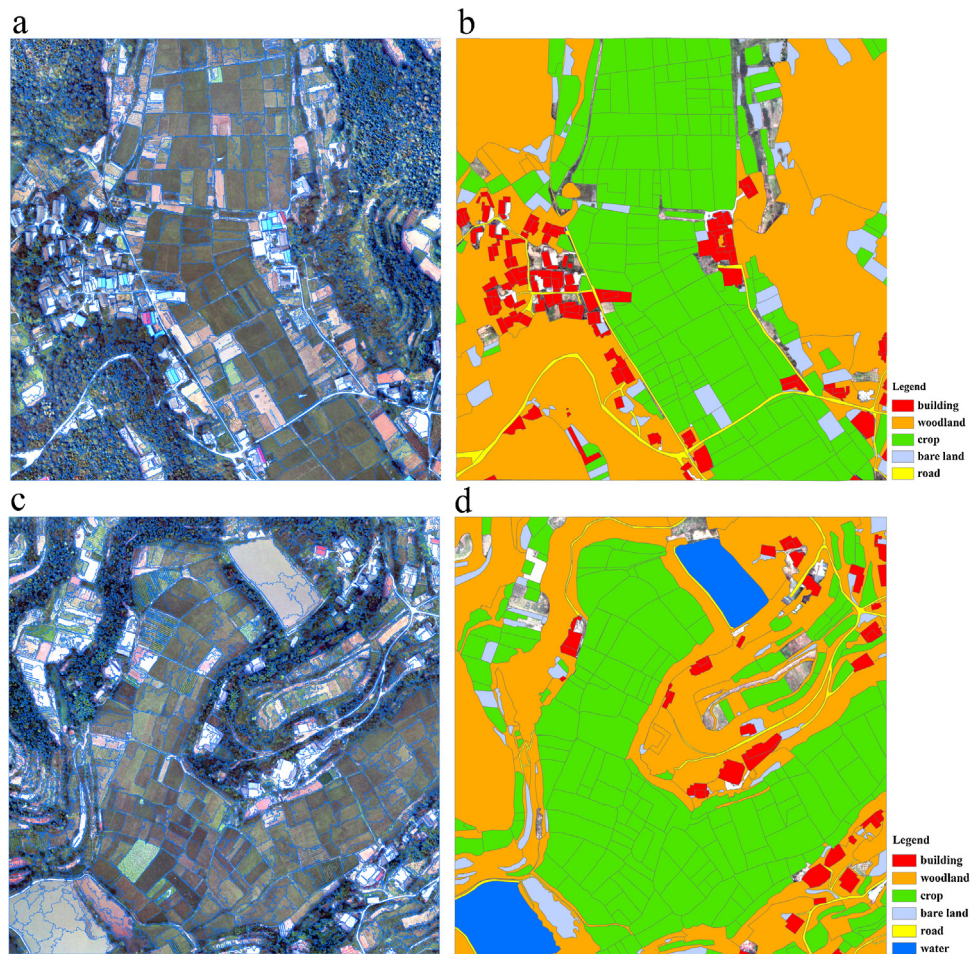 a
b
Legend
building
woodland
crop
bare land
road
c
d
Legend
building
woodland
crop
bare land
road
water